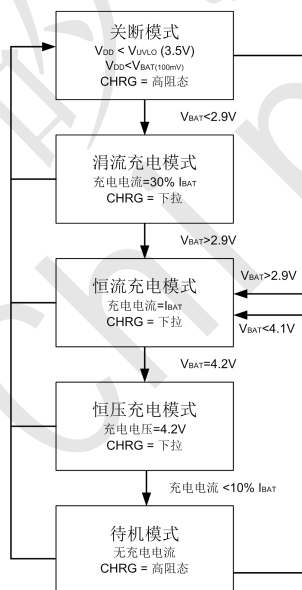 关断模式
VDD < VUVLO (3.5V)
VDD<VBAT(100mV)
CHRG = 高阻态
VBAT<2.9V
涓流充电模式
充电电流=30% IBAT
CHRG = 下拉
VBAT>2.9V
恒流充电模式
充电电流=IBAT
CHRG = 下拉
VBAT>2.9V
VBAT<4.1V
VBAT=4.2V
恒压充电模式
充电电压=4.2V
CHRG = 下拉
充电电流 <10% IBAT
待机模式
无充电电流
CHRG = 高阻态